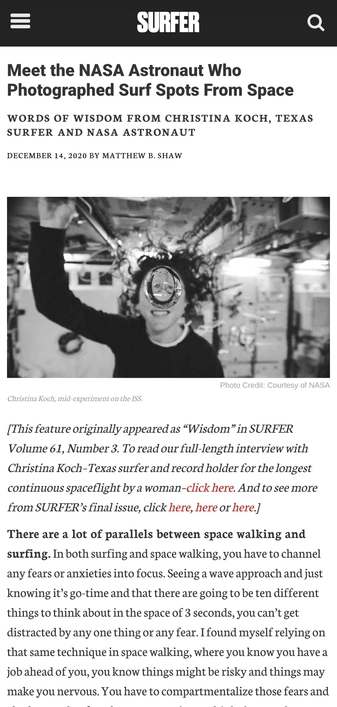 SURFER
Meet the NASA Astronaut Who
Photographed Surf Spots From Space
WORDS OF WISDOM FROM CHRISTINA KOCH, TEXAS
SURFER AND NASA ASTRONAUT
DECEMBER 14, 2020 BY MATTHEW B. SHAW
Photo Credit: Courtesy of NASA
Christina Koch, mid-experiment on the ISS.
[This feature originally appeared as “Wisdom” in SURFER
Volume 61, Number 3. To read our full-length interview with
Christina Koch–Texas surfer and record holder for the longest
continuous spaceflight by a woman–click here. And to see more
from SURFER’s final issue, click here, here or here.]
There are a lot of parallels between space walking and
surfing. In both surfing and space walking, you have to channel
any fears or anxieties into focus. Seeing a wave approach and just
knowing it’s go-time and that there are going to be ten different
things to think about in the space of 3 seconds, you can’t get
distracted by any one thing or any fear. I found myself relying on
that same technique in space walking, where you know you have a
job ahead of you, you know things might be risky and things may
make you nervous. You have to compartmentalize those fears and